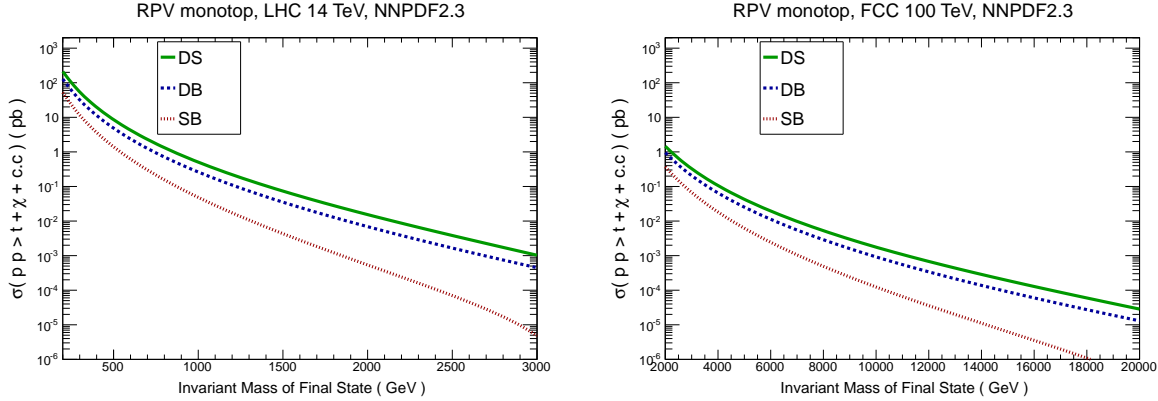 RPV monotop, LHC 14 TeV, NNPDF2.3
σ( p p > t + χ + c.c ) ( pb )
10³
10²
10
1
10⁻¹
10⁻²
10⁻³
10⁻⁴
10⁻⁵
10⁻⁶
DS
DB
SB
500 1000 1500 2000 2500 3000
Invariant Mass of Final State ( GeV )
RPV monotop, FCC 100 TeV, NNPDF2.3
σ( p p > t + χ + c.c ) ( pb )
10³
10²
10
1
10⁻¹
10⁻²
10⁻³
10⁻⁴
10⁻⁵
10⁻⁶
DS
DB
SB
2000 4000 6000 8000 10000 12000 14000 16000 18000 20000
Invariant Mass of Final State ( GeV )